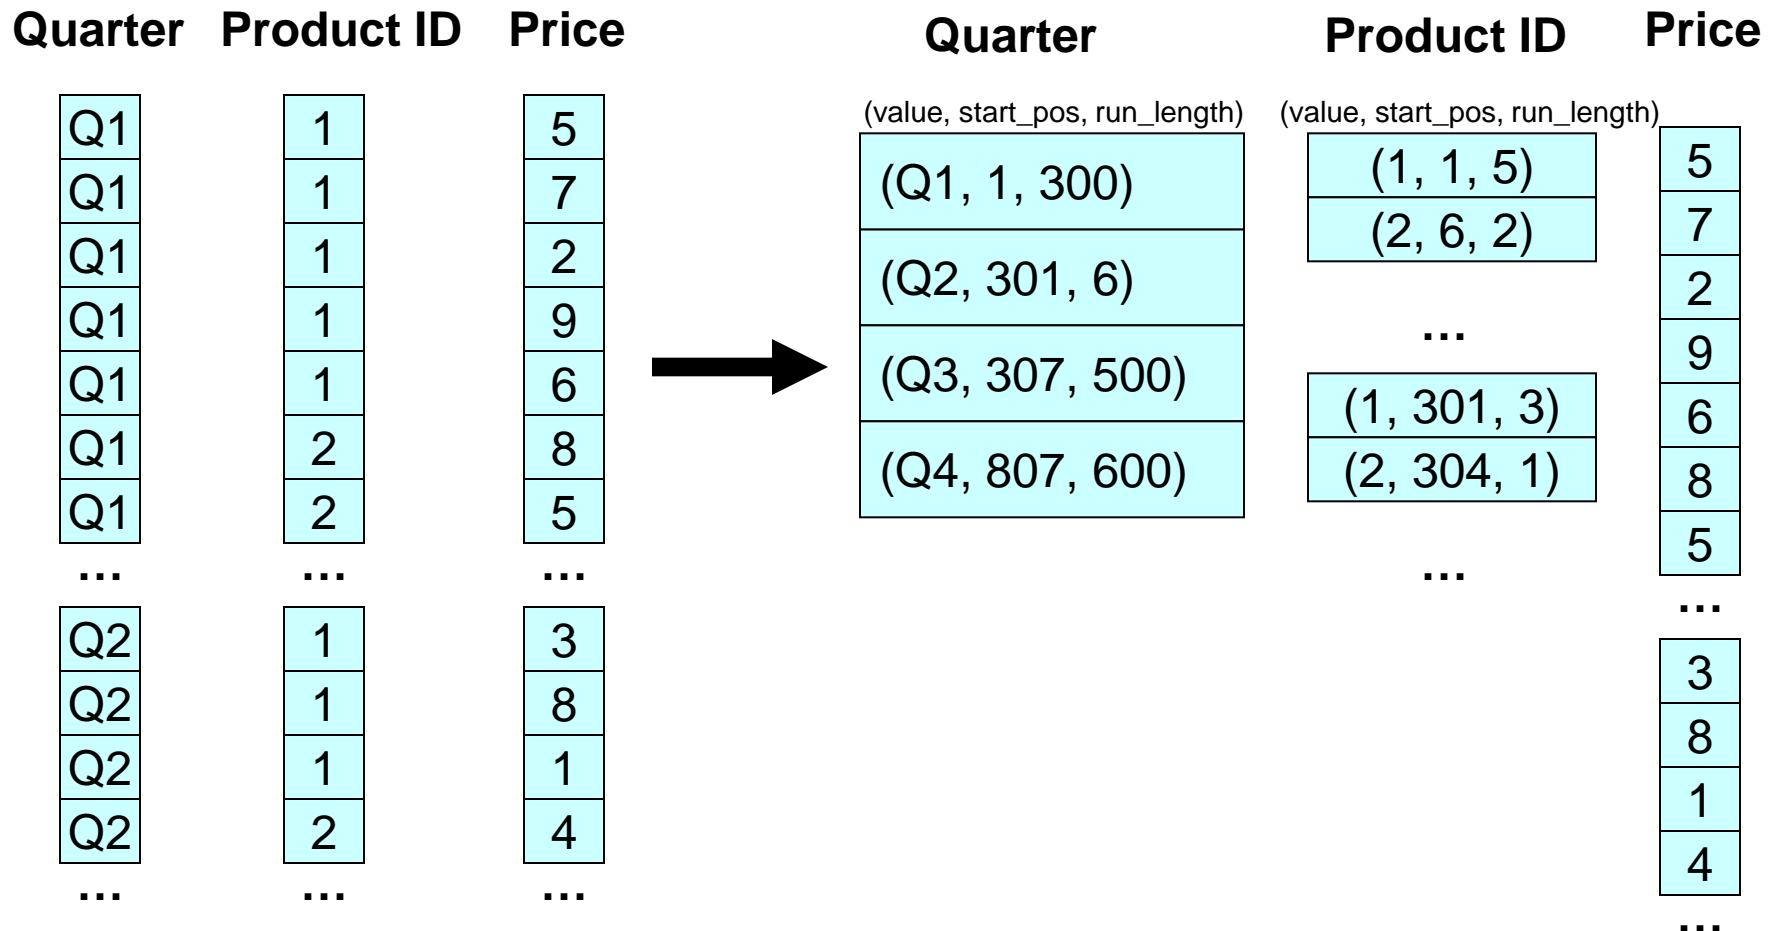 Quarter Product ID Price Quarter Product ID Price
(value, start_pos, run_length) (value, start_pos, run_length)
Q1 1 5 (Q1, 1, 300) (1, 1, 5) 5
Q1 1 7 (2, 6, 2) 7
Q1 1 2 (Q2, 301, 6) 2
Q1 1 9 ... 9
Q1 1 6 (Q3, 307, 500) (1, 301, 3) 6
Q1 2 8 (Q4, 807, 600) (2, 304, 1) 8
Q1 2 5 5
... ... ... ... ...
Q2 1 3 3
Q2 1 8 8
Q2 1 1 1
Q2 2 4 4
... ... ... ...